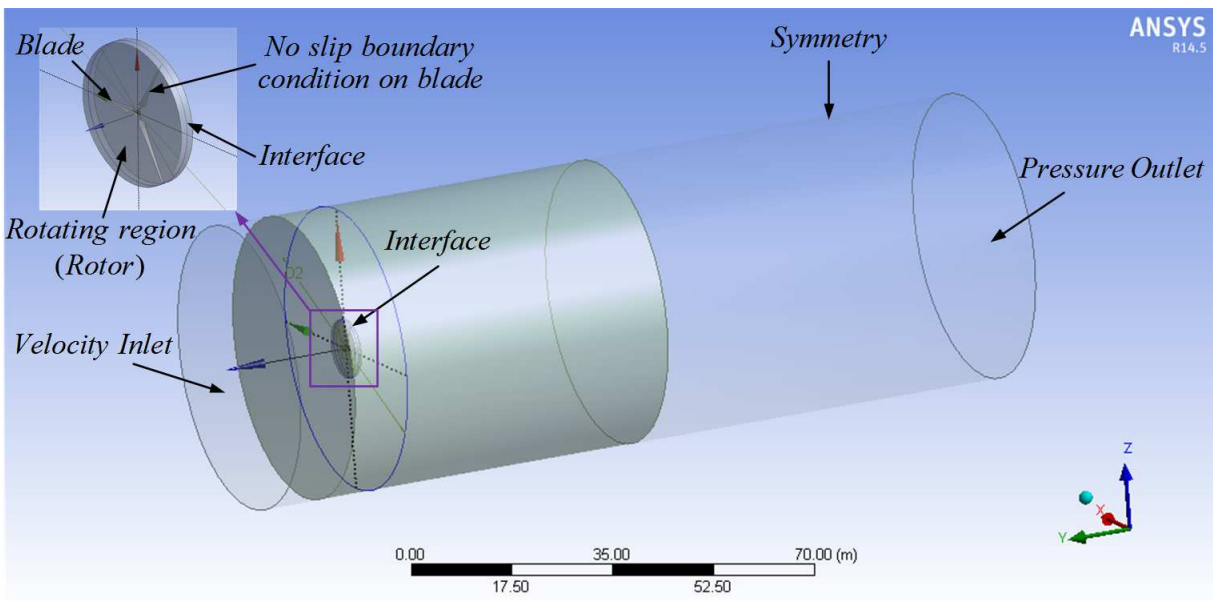 Blade
No slip boundary
condition on blade
Interface
Rotating region
(Rotor)
Symmetry
ANSYS
R14.5
Pressure Outlet
Interface
Velocity Inlet
0.00
35.00
70.00 (m)
17.50
52.50
Z
X
Y